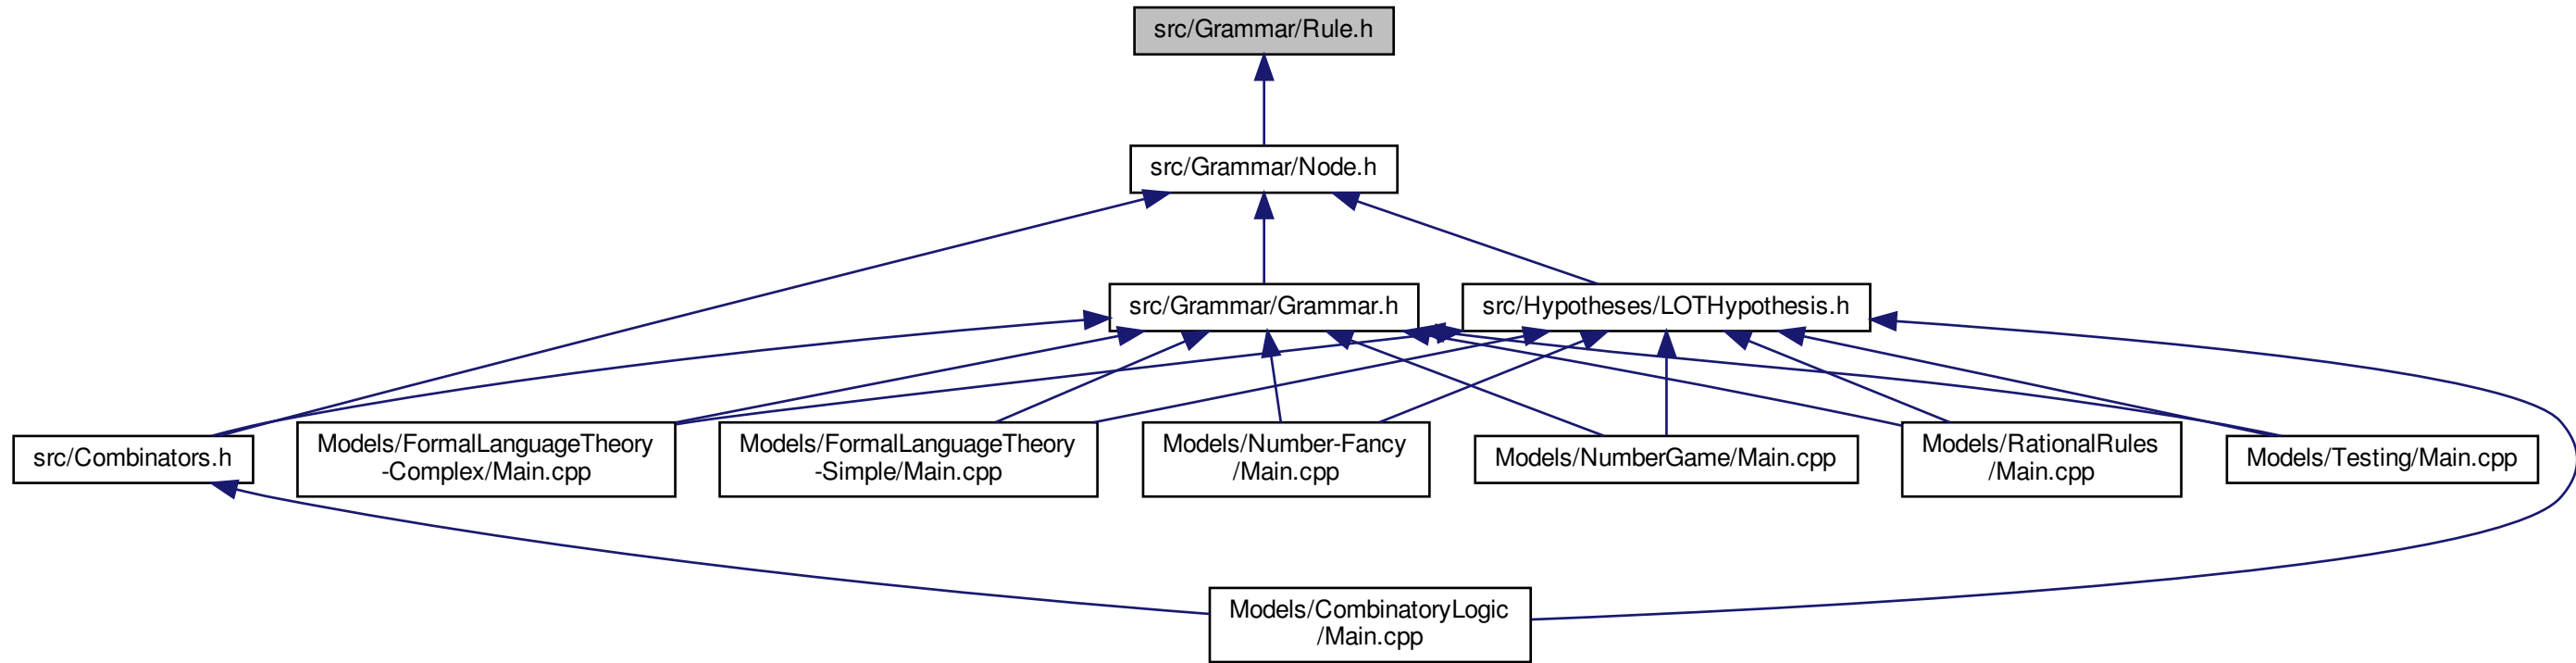 src/Grammar/Rule.h
src/Grammar/Node.h
src/Grammar/Grammar.h
src/Hypotheses/LOTHypothesis.h
src/Combinators.h
Models/FormalLanguageTheory
-Complex/Main.cpp
Models/FormalLanguageTheory
-Simple/Main.cpp
Models/Number-Fancy
/Main.cpp
Models/NumberGame/Main.cpp
Models/RationalRules
/Main.cpp
Models/Testing/Main.cpp
Models/CombinatoryLogic
/Main.cpp